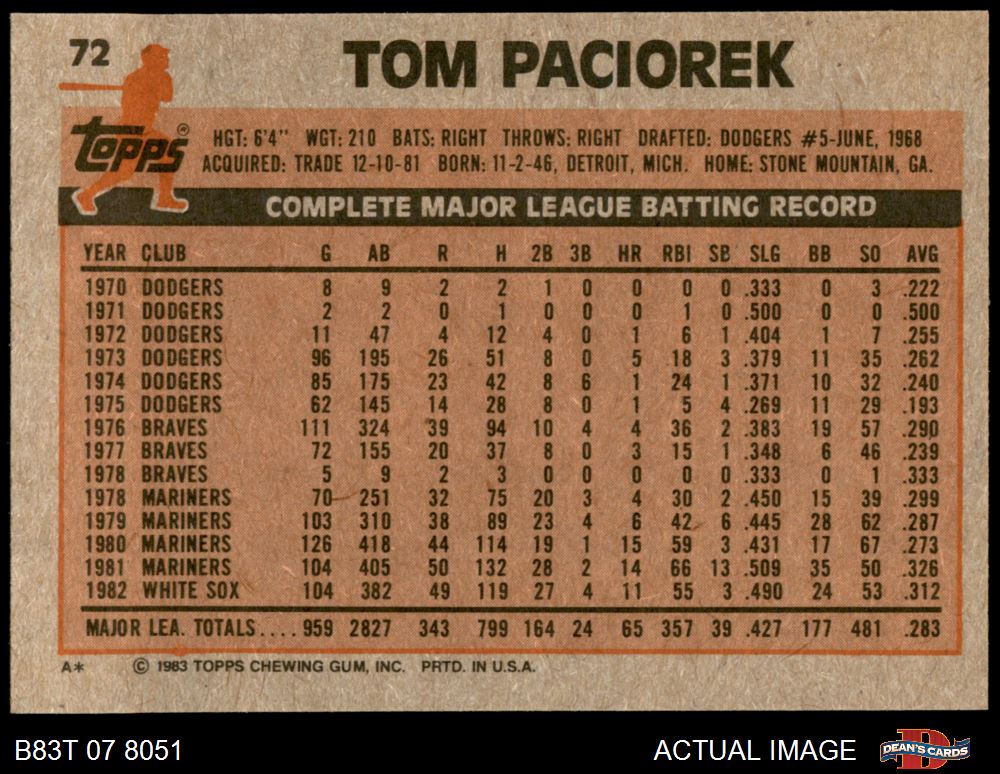 72
TOM PACIOREK
Topps®
HGT: 6'4" WGT: 210 BATS: RIGHT THROWS: RIGHT DRAFTED: DODGERS #5-JUNE, 1968
ACQUIRED: TRADE 12-10-81 BORN: 11-2-46, DETROIT, MICH. HOME: STONE MOUNTAIN, GA.
COMPLETE MAJOR LEAGUE BATTING RECORD
YEAR CLUB G AB R H 2B 3B HR RBI SB SLG BB SO AVG
1970 DODGERS 8 9 2 2 1 0 0 0 0 .333 0 3 .222
1971 DODGERS 2 2 0 1 0 0 0 1 0 .500 0 0 .500
1972 DODGERS 11 47 4 12 4 0 1 6 1 .404 1 7 .255
1973 DODGERS 96 195 26 51 8 0 5 18 3 .379 11 35 .262
1974 DODGERS 85 175 23 42 8 6 1 24 1 .371 10 32 .240
1975 DODGERS 62 145 14 28 8 0 1 5 4 .269 11 29 .193
1976 BRAVES 111 324 39 94 10 4 4 36 2 .383 19 57 .290
1977 BRAVES 72 155 20 37 8 0 3 15 1 .348 6 46 .239
1978 BRAVES 5 9 2 3 0 0 0 0 0 .333 0 1 .333
1978 MARINERS 70 251 32 75 20 3 4 30 2 .450 15 39 .299
1979 MARINERS 103 310 38 89 23 4 6 42 6 .445 28 62 .287
1980 MARINERS 126 418 44 114 19 1 15 59 3 .431 17 67 .273
1981 MARINERS 104 405 50 132 28 2 14 66 13 .509 35 50 .326
1982 WHITE SOX 104 382 49 119 27 4 11 55 3 .490 24 53 .312
MAJOR LEA. TOTALS.... 959 2827 343 799 164 24 65 357 39 .427 177 481 .283
A* © 1983 TOPPS CHEWING GUM, INC. PRTD. IN U.S.A.
B83T 07 8051 ACTUAL IMAGE DEAN'S CARDS